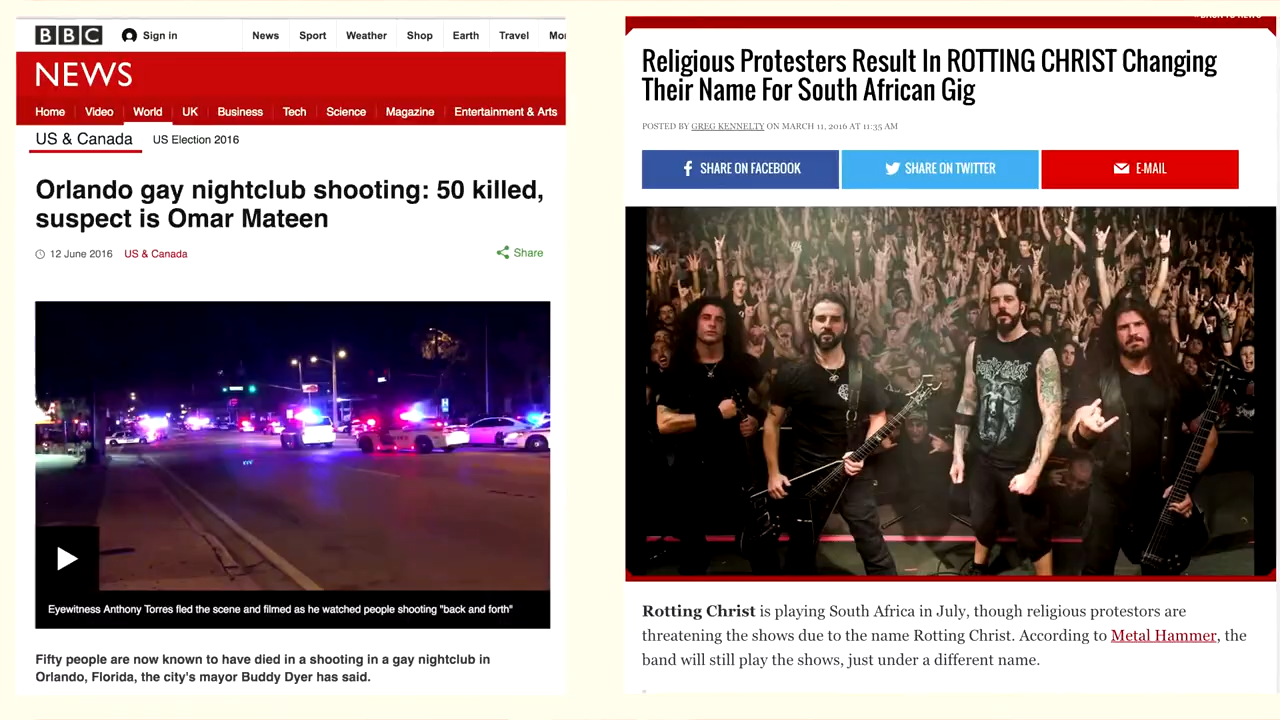 BBC Sign in News Sport Weather Shop Earth Travel
NEWS
Home Video World UK Business Tech Science Magazine Entertainment & Arts
US & Canada US Election 2016
Orlando gay nightclub shooting: 50 killed,
suspect is Omar Mateen
12 June 2016 US & Canada Share
Eyewitness Anthony Torres fled the scene and filmed as he watched people shooting "back and forth"
Fifty people are now known to have died in a shooting in a gay nightclub in
Orlando, Florida, the city's mayor Buddy Dyer has said.
Religious Protesters Result In ROTTING CHRIST Changing
Their Name For South African Gig
POSTED BY GREG KENNELTY ON MARCH 11, 2016 AT 11:35 AM
SHARE ON FACEBOOK SHARE ON TWITTER E-MAIL
Rotting Christ is playing South Africa in July, though religious protestors are
threatening the shows due to the name Rotting Christ. According to Metal Hammer, the
band will still play the shows, just under a different name.